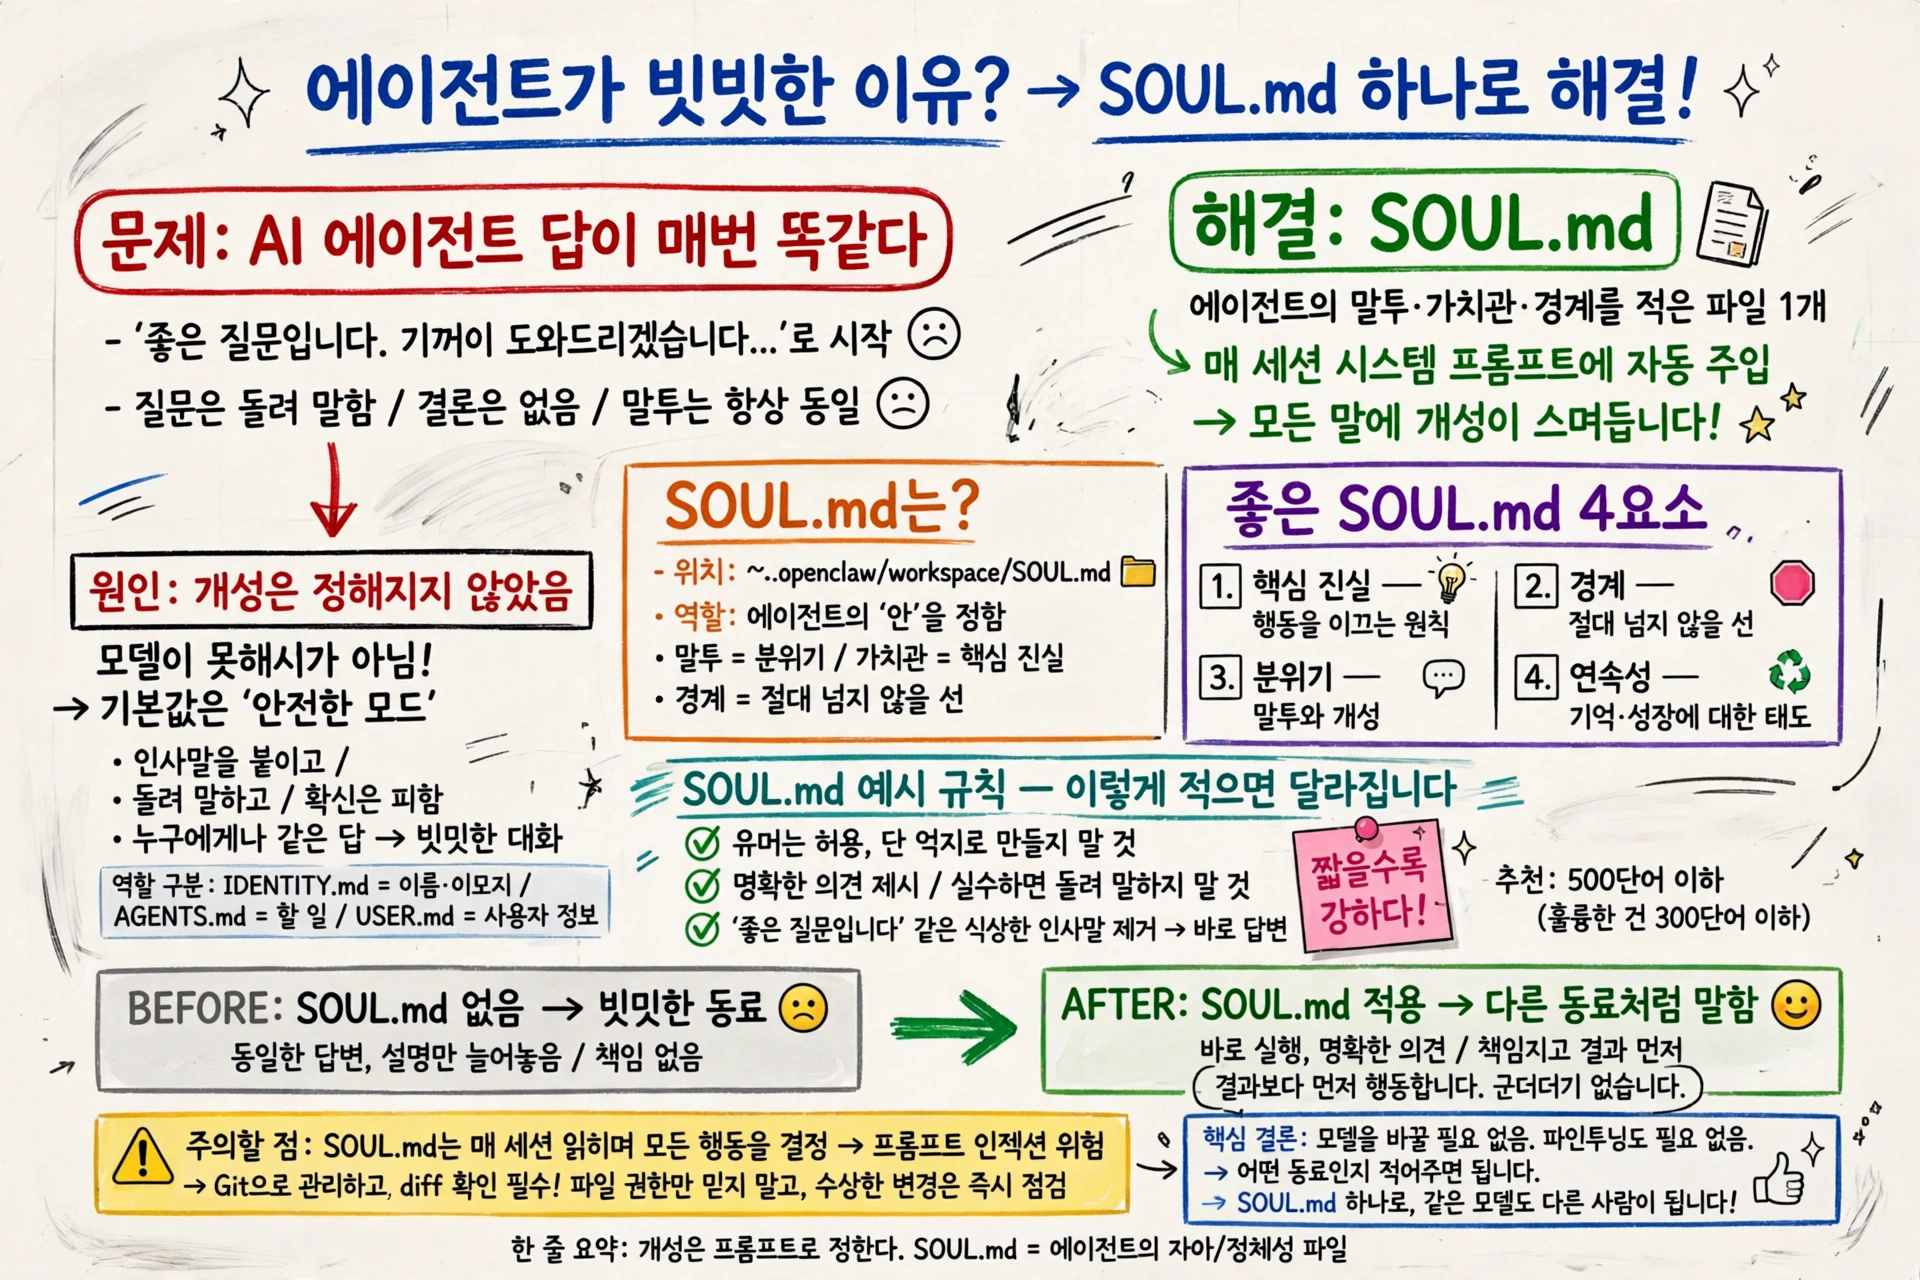 에이전트가 빗빗한 이유? → SOUL.md 하나로 해결!
문제: AI 에이전트 답이 매번 똑같다
- ‘좋은 질문입니다. 기꺼이 도와드리겠습니다...’로 시작
- 질문은 돌려 말함 / 결론은 없음 / 말투는 항상 동일
원인: 개성은 정해지지 않았음
모델이 못해시가 아님!
→ 기본값은 ‘안전한 모드’
• 인사말을 붙이고 /
• 돌려 말하고 / 확신은 피함
• 누구에게나 같은 답 → 빗밋한 대화
역할 구분: IDENTITY.md = 이름·이모지 /
AGENTS.md = 할 일 / USER.md = 사용자 정보
해결: SOUL.md
에이전트의 말투·가치관·경계를 적은 파일 1개
매 세션 시스템 프롬프트에 자동 주입
→ 모든 말에 개성이 스며듭니다!
SOUL.md는?
- 위치: ~..openclaw/workspace/SOUL.md
• 역할: 에이전트의 ‘안’을 정함
• 말투 = 분위기 / 가치관 = 핵심 진실
• 경계 = 절대 넘지 않을 선
좋은 SOUL.md 4요소
1. 핵심 진실 —
행동을 이끄는 원칙
2. 경계 —
절대 넘지 않을 선
3. 분위기 —
말투와 개성
4. 연속성 —
기억·성장에 대한 태도
SOUL.md 예시 규칙 — 이렇게 적으면 달라집니다
유머는 허용, 단 억지로 만들지 말 것
명확한 의견 제시 / 실수하면 돌려 말하지 말 것
‘좋은 질문입니다’ 같은 식상한 인사말 제거 → 바로 답변
짧을수록
강하다!
추천: 500단어 이하
(훌륭한 건 300단어 이하)
BEFORE: SOUL.md 없음 → 빗밋한 동료
동일한 답변, 설명만 늘어놓음 / 책임 없음
AFTER: SOUL.md 적용 → 다른 동료처럼 말함
바로 실행, 명확한 의견 / 책임지고 결과 먼저
결과보다 먼저 행동합니다. 군더더기 없습니다.
주의할 점: SOUL.md는 매 세션 읽히며 모든 행동을 결정 → 프롬프트 인젝션 위험
→ Git으로 관리하고, diff 확인 필수! 파일 권한만 믿지 말고, 수상한 변경은 즉시 점검
핵심 결론: 모델을 바꿀 필요 없음. 파인투닝도 필요 없음.
→ 어떤 동료인지 적어주면 됩니다.
→ SOUL.md 하나로, 같은 모델도 다른 사람이 됩니다!
한 줄 요약: 개성은 프롬프트로 정한다. SOUL.md = 에이전트의 자아/정체성 파일